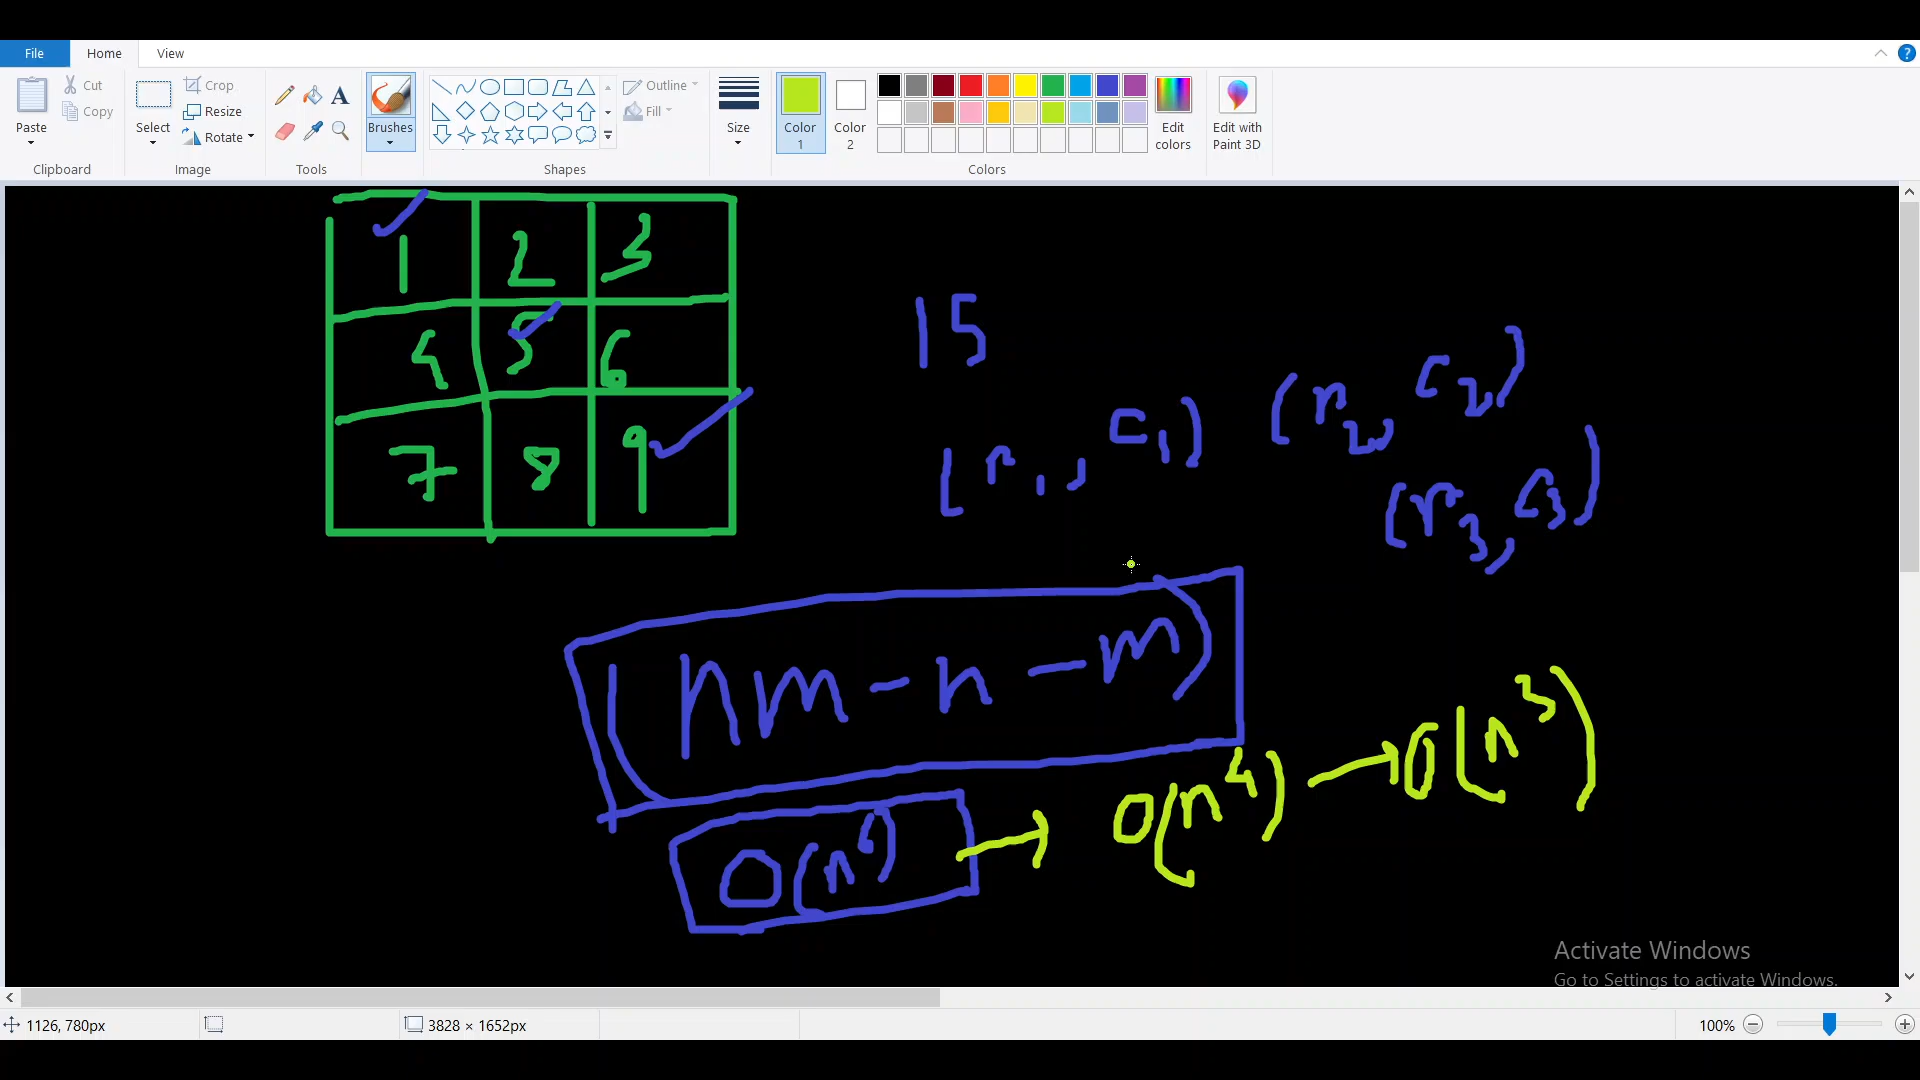 File Home View
Paste Cut Copy Clipboard
Select Crop Resize Rotate Image
A Tools
Brushes
Outline Fill Shapes
Size
Color 1 Color 2 Edit colors Colors
Edit with Paint 3D
1 2 3
4 5 6
7 8 9
15
(r1, c1) (r2, c2)
(r3, c3)
(nm-n-m)
O(n⁶) → O(n⁴) → O(n³)
Activate Windows
Go to Settings to activate Windows.
1126, 780px 3828 × 1652px 100%